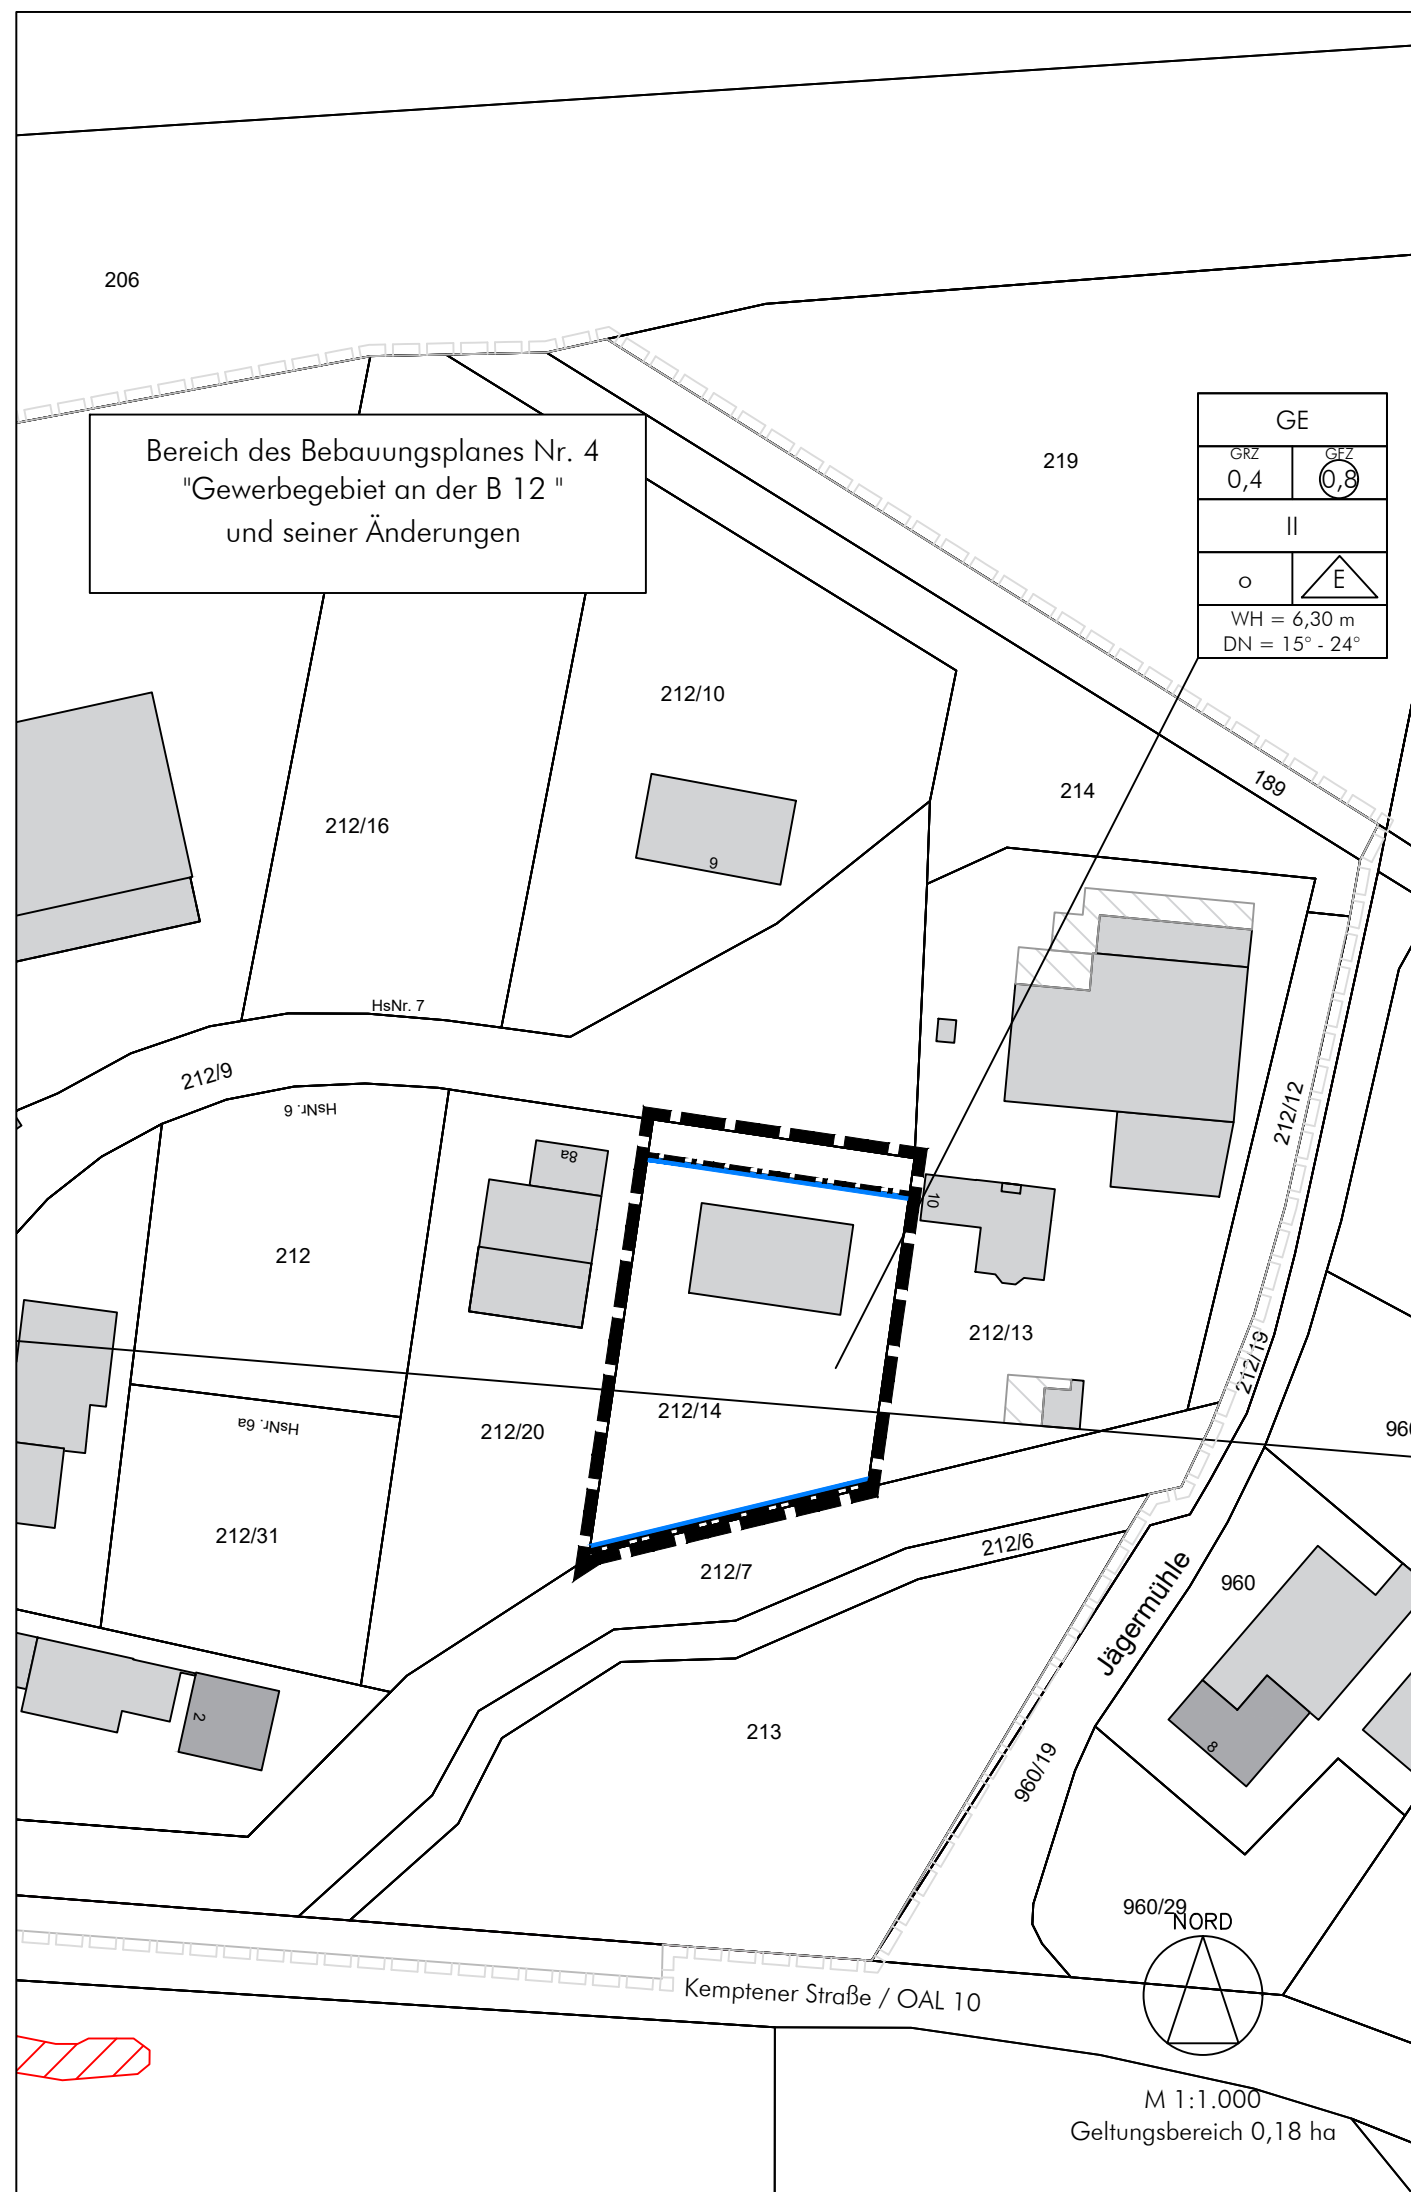 206
Bereich des Bebauungsplanes Nr. 4
"Gewerbegebiet an der B 12 "
und seiner Änderungen
219
GE
GRZ
0,4
GFZ
0,8
II
o
E
WH = 6,30 m
DN = 15° - 24°
212/10
214
189
212/16
9
HsNr. 7
212/9
HsNr. 6
212/12
8a
10
212
212/13
212/19
212/14
HsNr. 6a
212/20
960
212/31
212/6
212/7
960
Jägermühle
2
213
8
960/19
960/29
NORD
Kemptener Straße / OAL 10
M 1:1.000
Geltungsbereich 0,18 ha